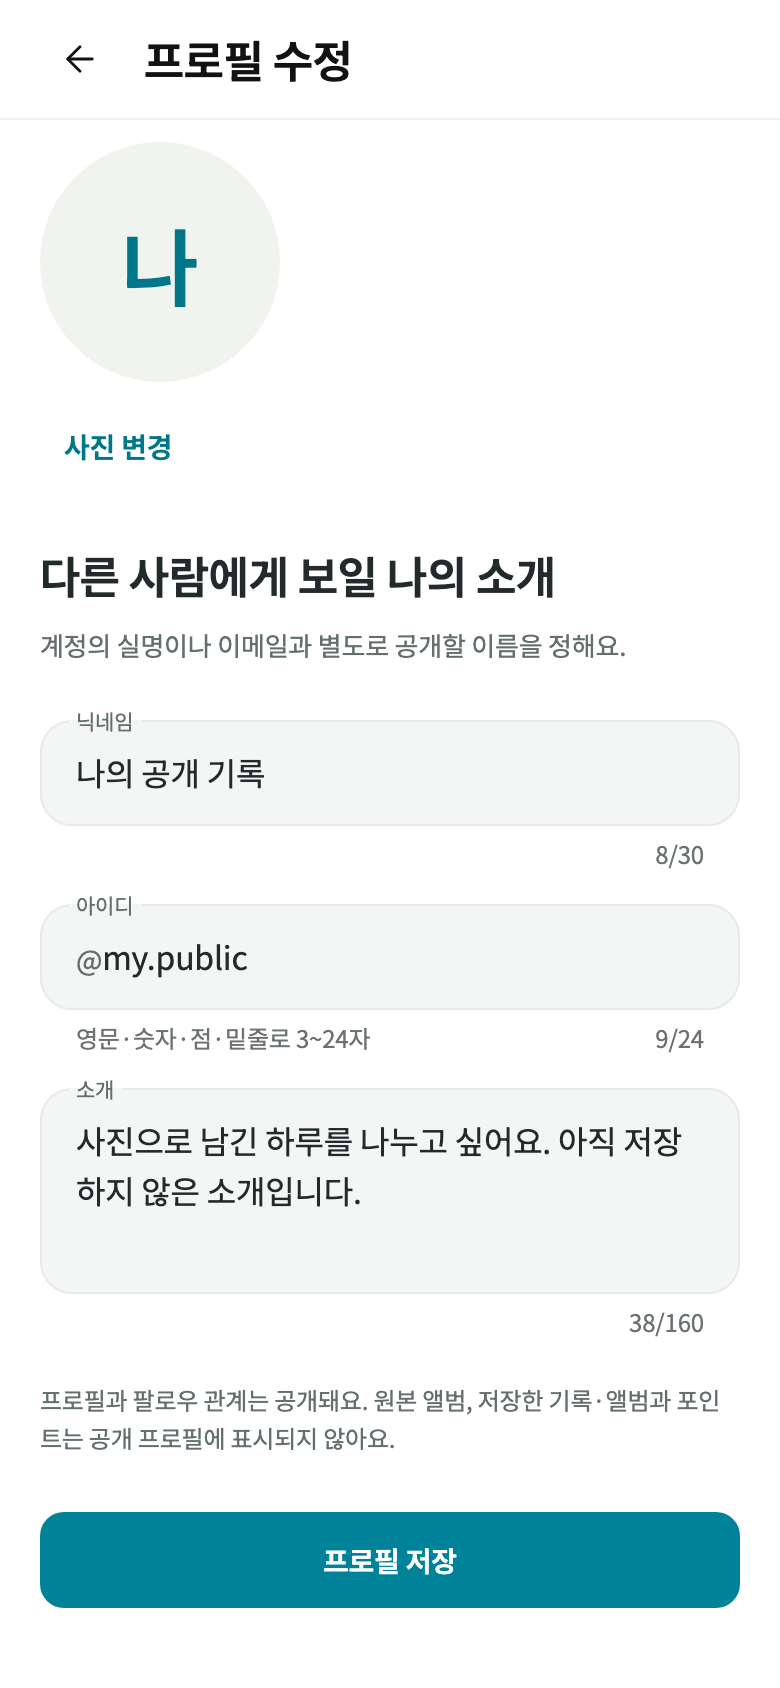 프로필 수정
나
사진 변경
다른 사람에게 보일 나의 소개
계정의 실명이나 이메일과 별도로 공개할 이름을 정해요.
닉네임
나의 공개 기록
8/30
아이디
@my.public
영문·숫자·점·밑줄로 3~24자 9/24
소개
사진으로 남긴 하루를 나누고 싶어요. 아직 저장
하지 않은 소개입니다.
38/160
프로필과 팔로우 관계는 공개돼요. 원본 앨범, 저장한 기록·앨범과 포인
트는 공개 프로필에 표시되지 않아요.
프로필 저장